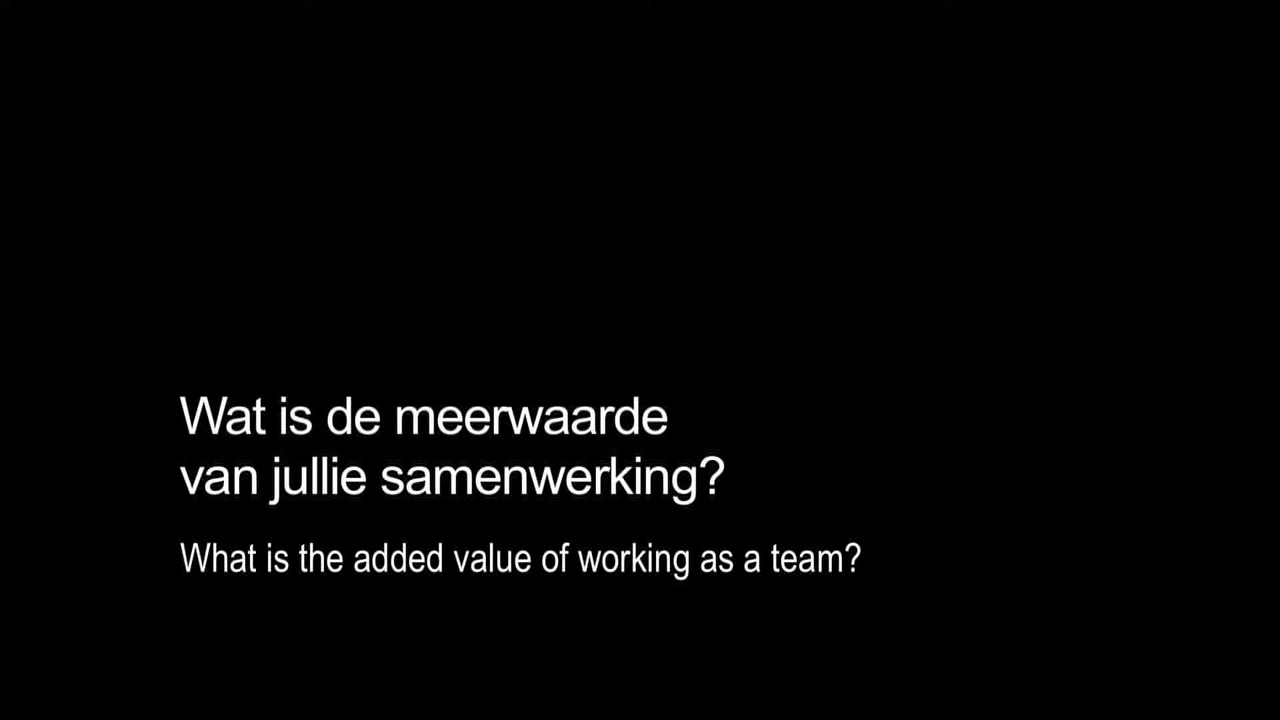 Wat is de meerwaarde
van jullie samenwerking?
What is the added value of working as a team?